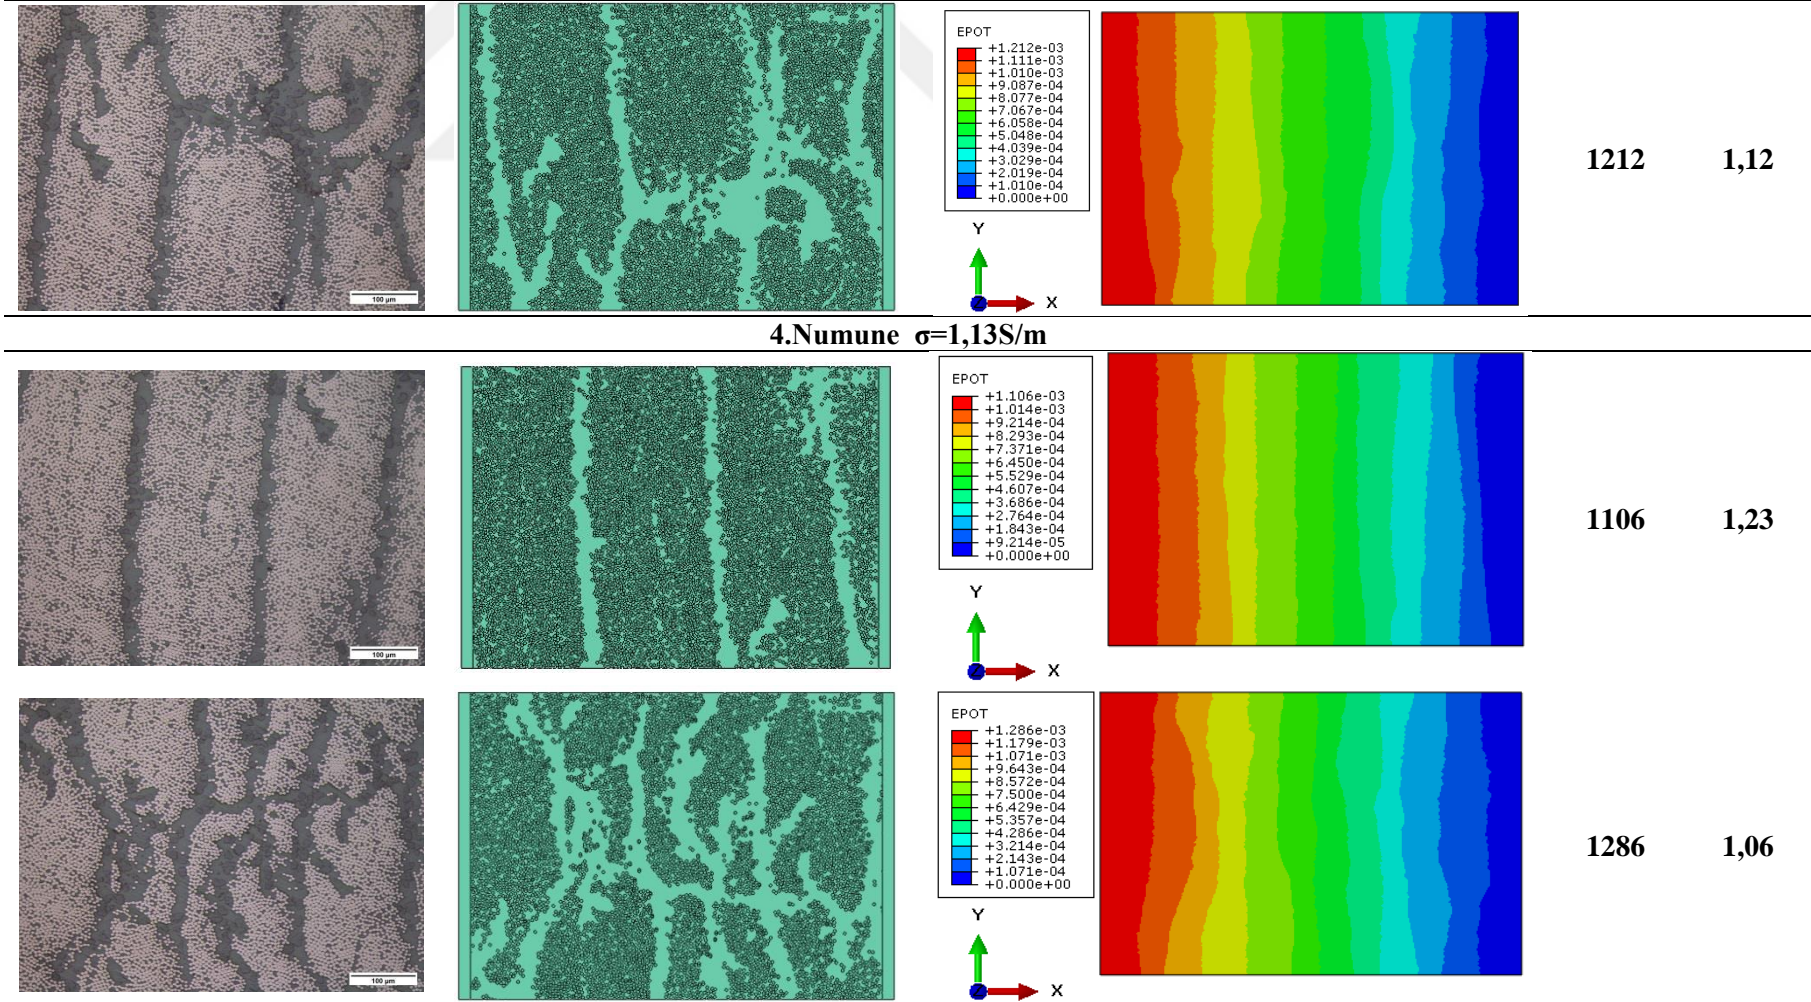 EPOT
+1.212e-03
+1.111e-03
+1.010e-03
+9.087e-04
+8.077e-04
+7.067e-04
+6.058e-04
+5.048e-04
+4.039e-04
+3.029e-04
+2.019e-04
+1.010e-04
+0.000e+00
Y
Z
X
100 µm
1212 1,12
4.Numune σ=1,13S/m
EPOT
+1.106e-03
+1.014e-03
+9.214e-04
+8.293e-04
+7.371e-04
+6.450e-04
+5.529e-04
+4.607e-04
+3.686e-04
+2.764e-04
+1.843e-04
+9.214e-05
+0.000e+00
Y
Z
X
100 µm
1106 1,23
EPOT
+1.286e-03
+1.179e-03
+1.071e-03
+9.643e-04
+8.572e-04
+7.500e-04
+6.429e-04
+5.357e-04
+4.286e-04
+3.214e-04
+2.143e-04
+1.071e-04
+0.000e+00
Y
Z
X
100 µm
1286 1,06